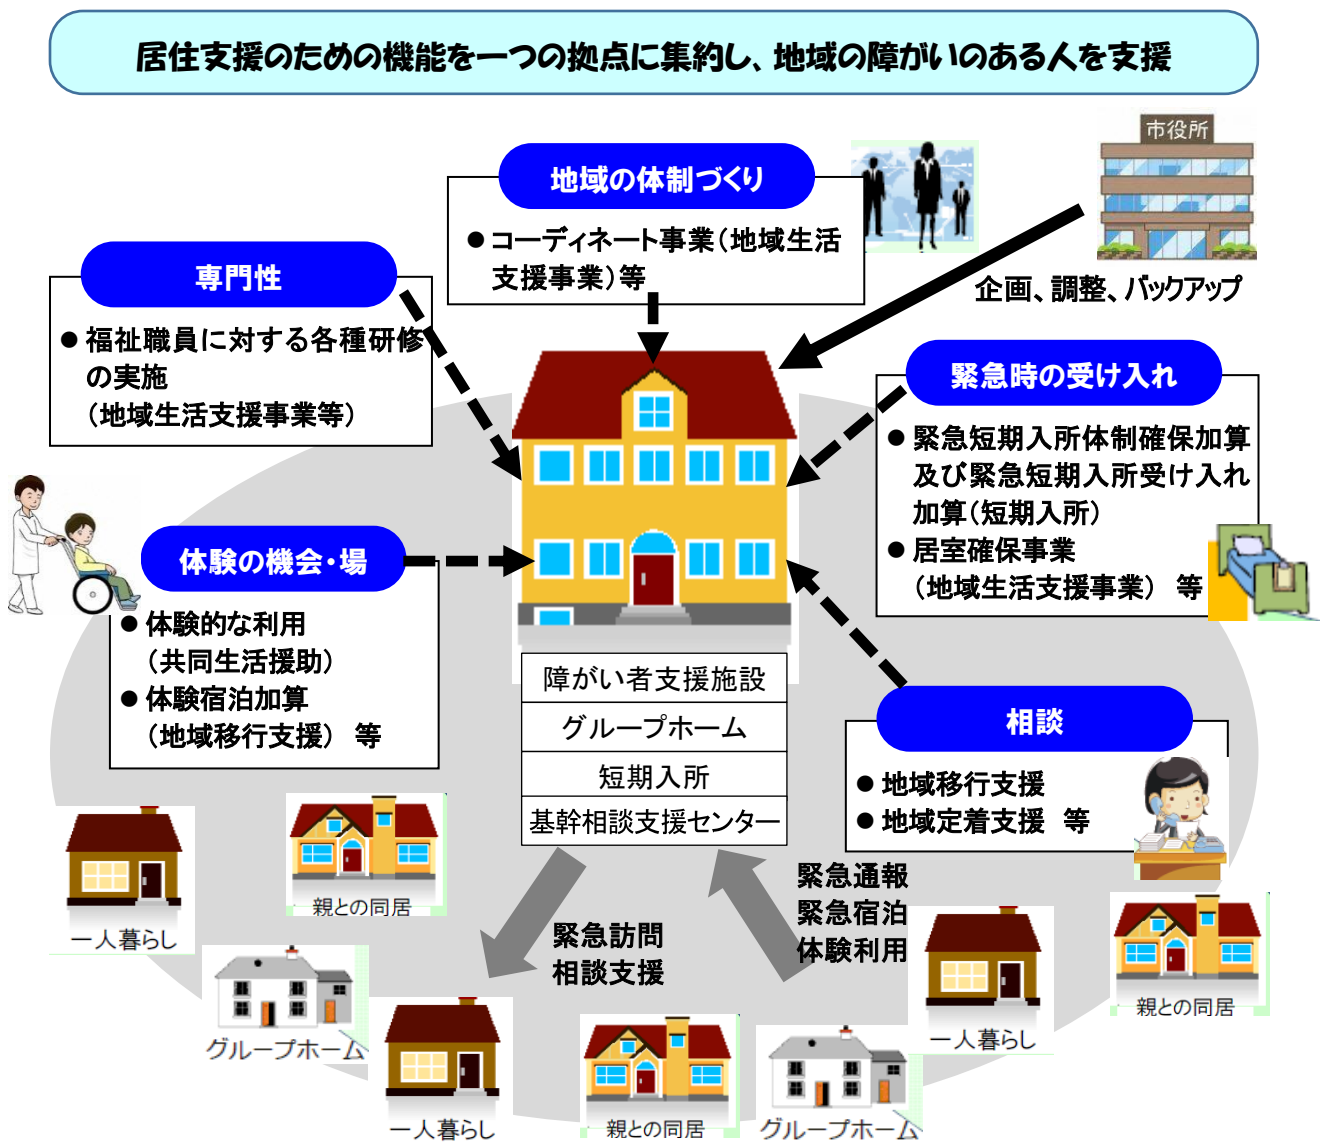 居住支援のための機能を一つの拠点に集約し、地域の障がいのある人を支援
市役所
企画、調整、バックアップ
地域の体制づくり
●コーディネート事業（地域生活
支援事業）等
専門性
●福祉職員に対する各種研修
の実施
（地域生活支援事業等）
緊急時の受け入れ
●緊急短期入所体制確保加算
及び緊急短期入所受け入れ
加算（短期入所）
●居室確保事業
（地域生活支援事業） 等
体験の機会・場
●体験的な利用
（共同生活援助）
●体験宿泊加算
（地域移行支援） 等
障がい者支援施設
グループホーム
短期入所
基幹相談支援センター
相談
●地域移行支援
●地域定着支援 等
緊急訪問
相談支援
緊急通報
緊急宿泊
体験利用
一人暮らし
親との同居
グループホーム
一人暮らし
親との同居
グループホーム
一人暮らし
親との同居